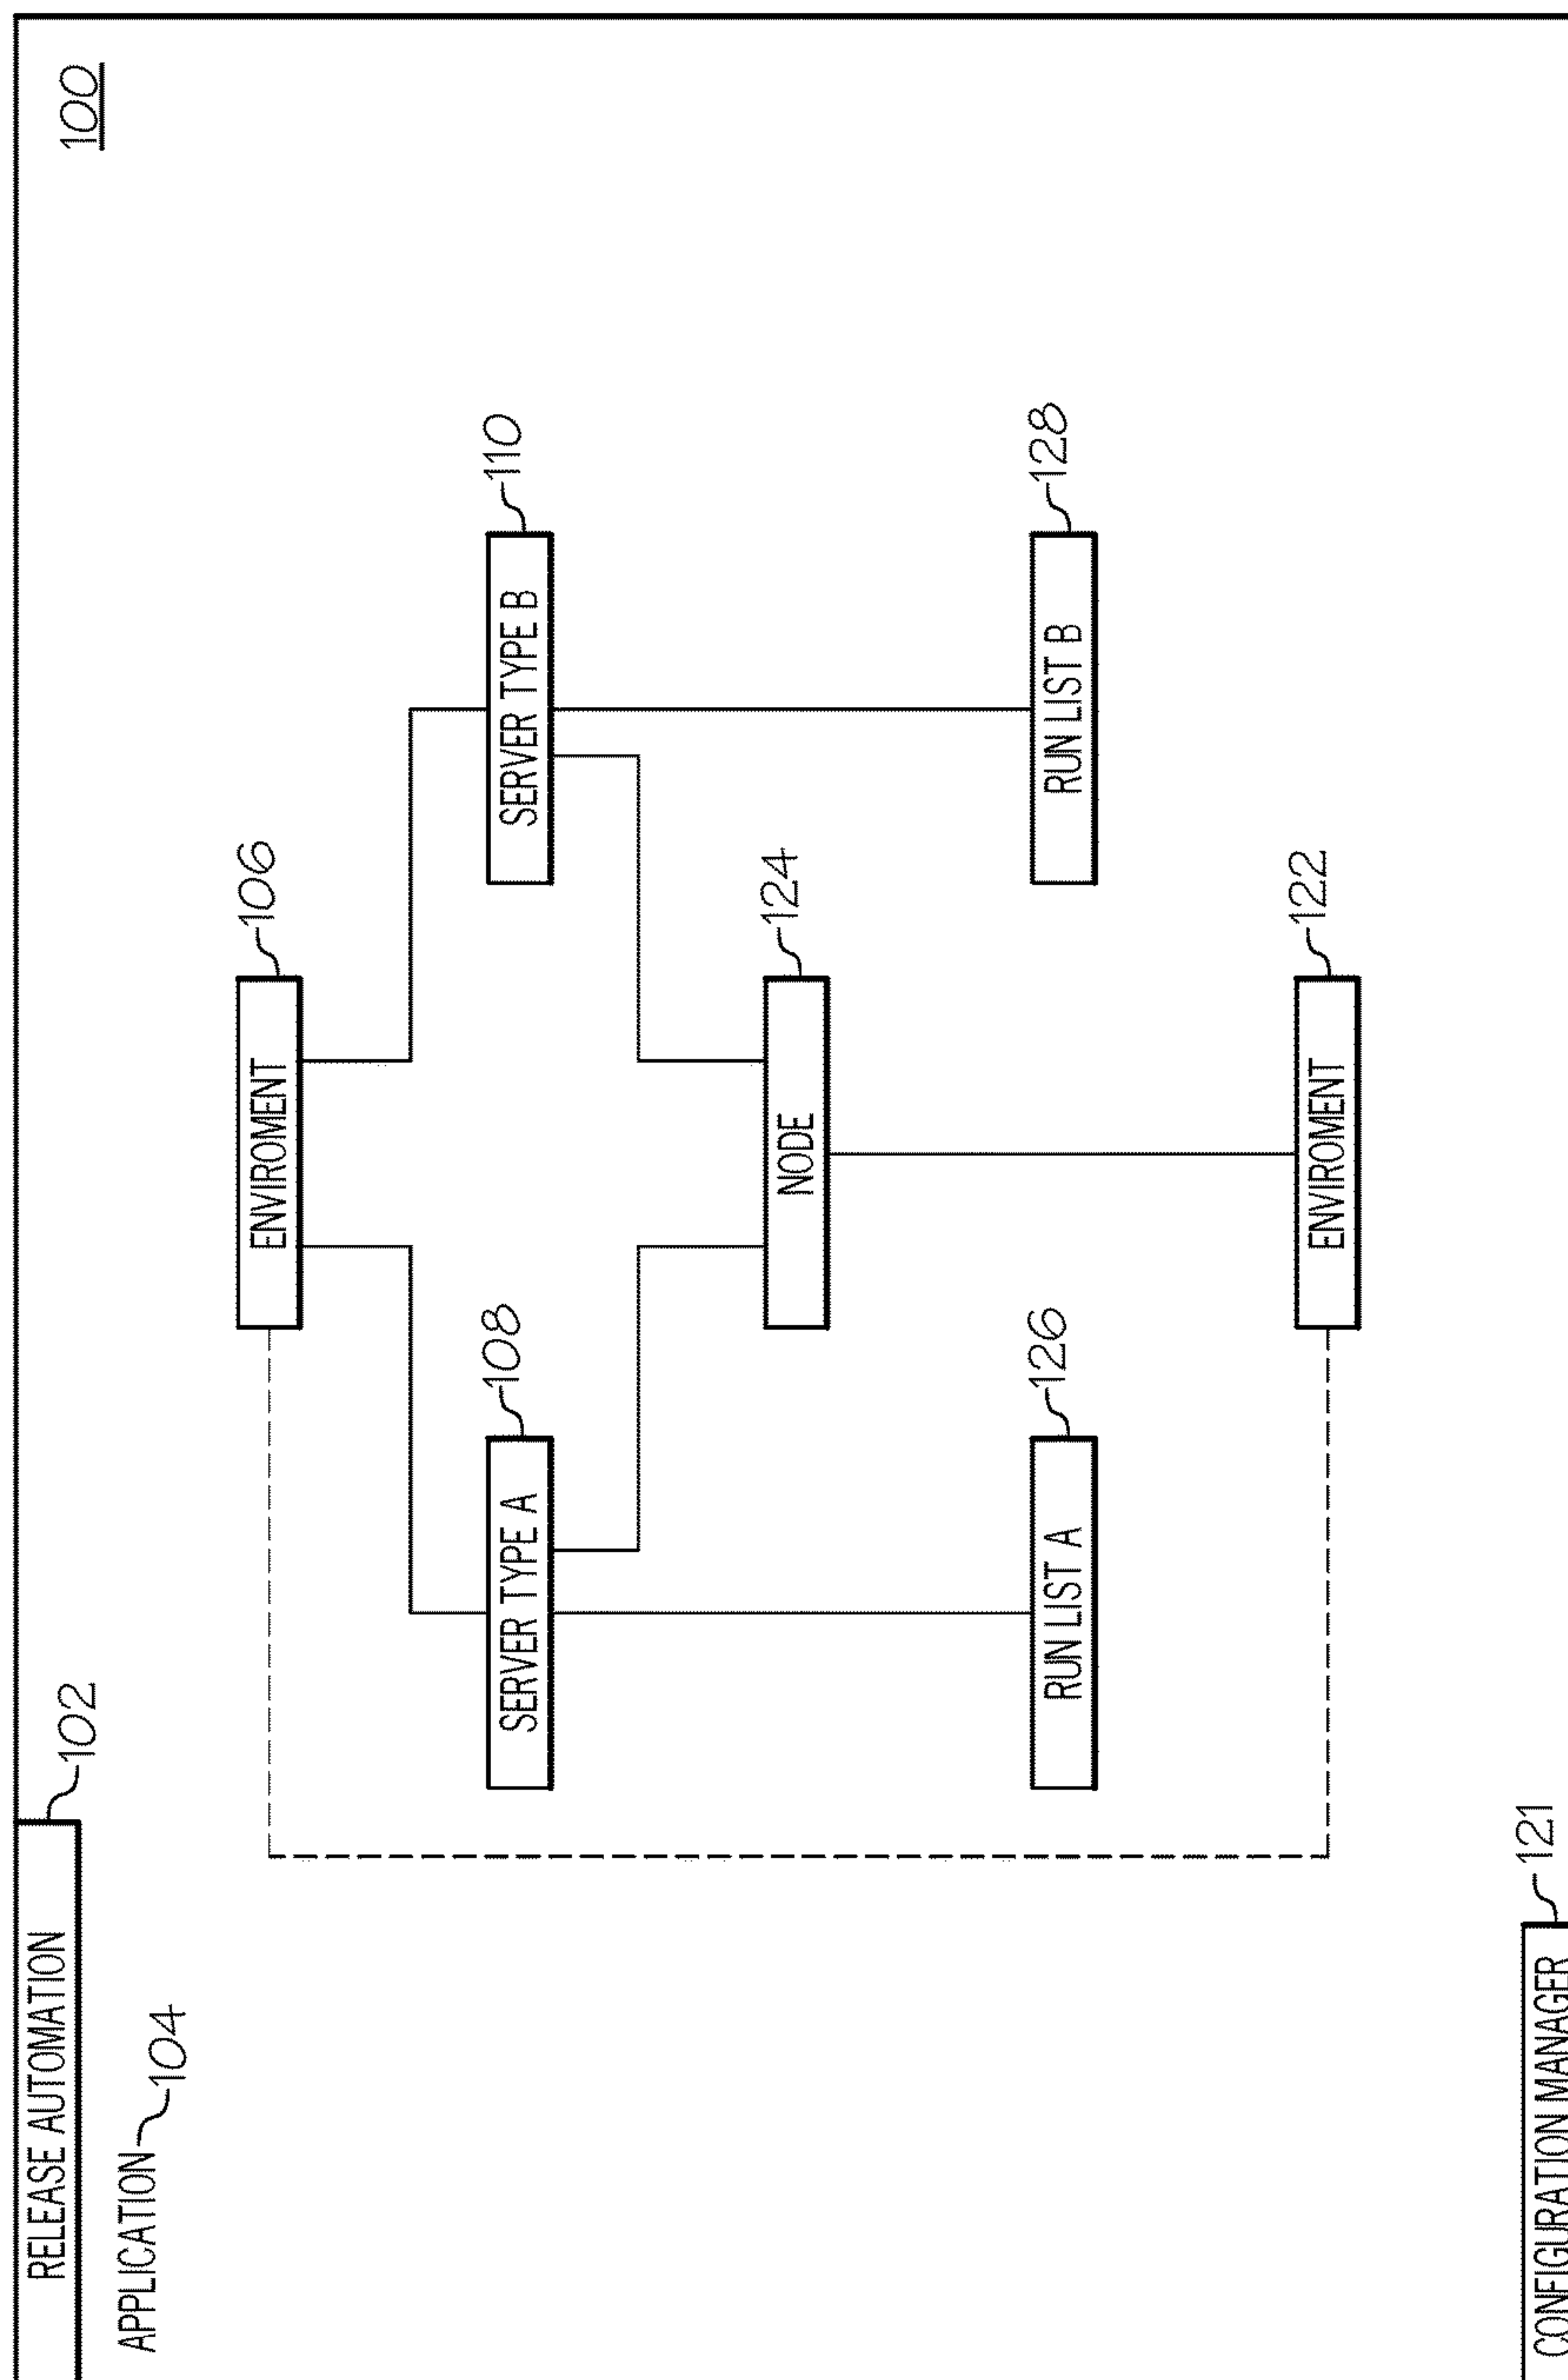 100
RELEASE AUTOMATION
102
APPLICATION
104
ENVIROMENT
106
SERVER TYPE A
108
SERVER TYPE B
110
NODE
124
RUN LIST A
126
RUN LIST B
128
ENVIROMENT
122
CONFIGURATION MANAGER
121